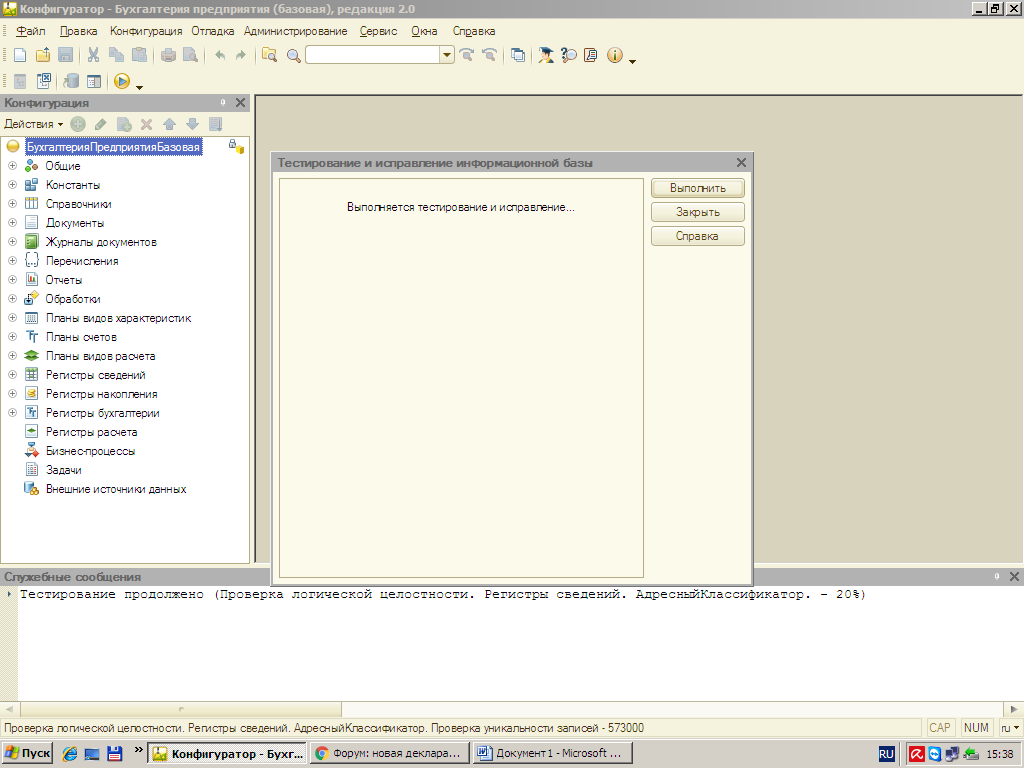 Конфигуратор - Бухгалтерия предприятия (базовая), редакция 2.0
Файл Правка Конфигурация Отладка Администрирование Сервис Окна Справка
Конфигурация
Действия
БухгалтерияПредприятияБазовая
Общие
Константы
Справочники
Документы
Журналы документов
Перечисления
Отчеты
Обработки
Планы видов характеристик
Планы счетов
Планы видов расчета
Регистры сведений
Регистры накопления
Регистры бухгалтерии
Регистры расчета
Бизнес-процессы
Задачи
Внешние источники данных
Тестирование и исправление информационной базы
Выполняется тестирование и исправление...
Выполнить
Закрыть
Справка
Служебные сообщения
Тестирование продолжено (Проверка логической целостности. Регистры сведений. АдресныйКлассификатор. - 20%)
Проверка логической целостности. Регистры сведений. АдресныйКлассификатор. Проверка уникальности записей - 573000 CAP NUM ru
Пуск » Конфигуратор - Бухг... Форум: новая деклара... Документ1 - Microsoft ... RU 15:38